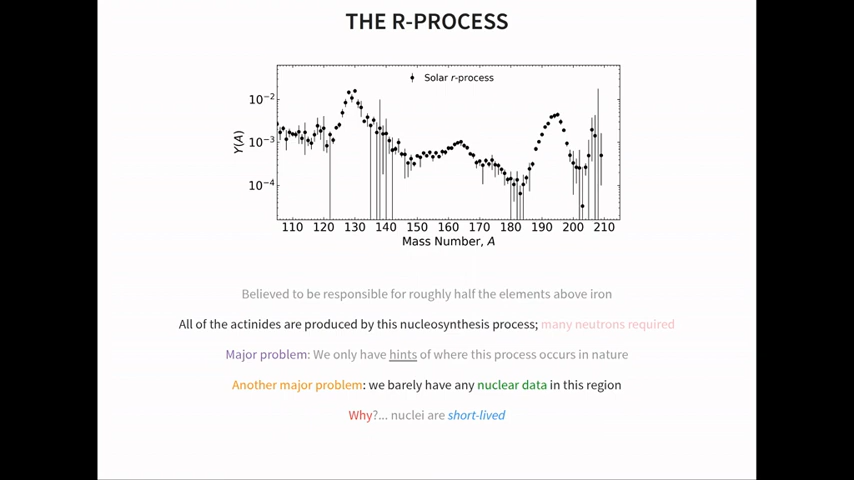 THE R-PROCESS
Solar r-process
10⁻²
10⁻³
10⁻⁴
Y(A)
110 120 130 140 150 160 170 180 190 200 210
Mass Number, A
Believed to be responsible for roughly half the elements above iron
All of the actinides are produced by this nucleosynthesis process; many neutrons required
Major problem: We only have hints of where this process occurs in nature
Another major problem: we barely have any nuclear data in this region
Why?... nuclei are short-lived